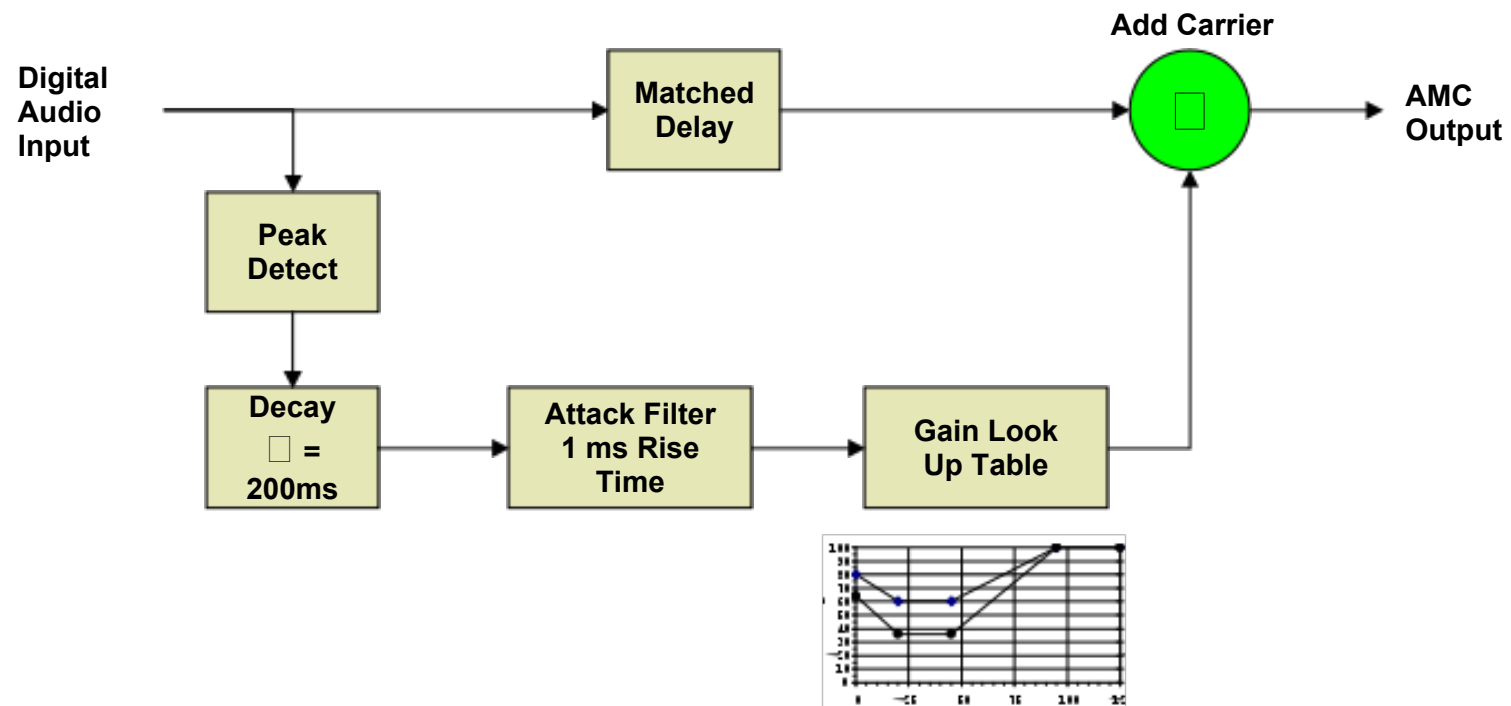 Add Carrier
Digital
Audio
Input
Matched
Delay
□
AMC
Output
Peak
Detect
Decay
□ =
200ms
Attack Filter
1 ms Rise
Time
Gain Look
Up Table
100